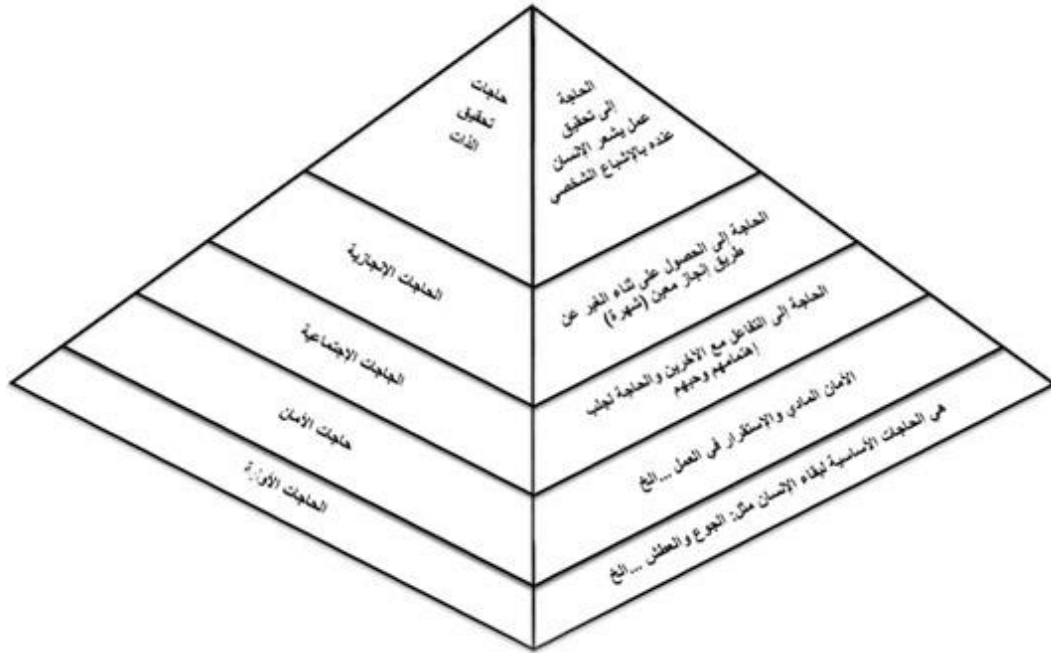 حاجات
تحقيق
الذات
الحاجة
إلى تحقيق
عمل يشعر الإنسان
عنده بالإشباع الشخصي
الحاجات الإنجازية
الحاجة إلى الحصول على ثناء الغير عن
طريق إنجاز معين (شهرة)
الحاجات الإجتماعية
الحاجة إلى التفاعل مع الآخرين والحاجة لجلب
إهتمامهم وحبهم
حاجات الأمان
الأمان المادي والإستقرار في العمل ...الخ
الحاجات الأولية
هي الحاجات الأساسية لبقاء الإنسان مثل: الجوع والعطش ...الخ